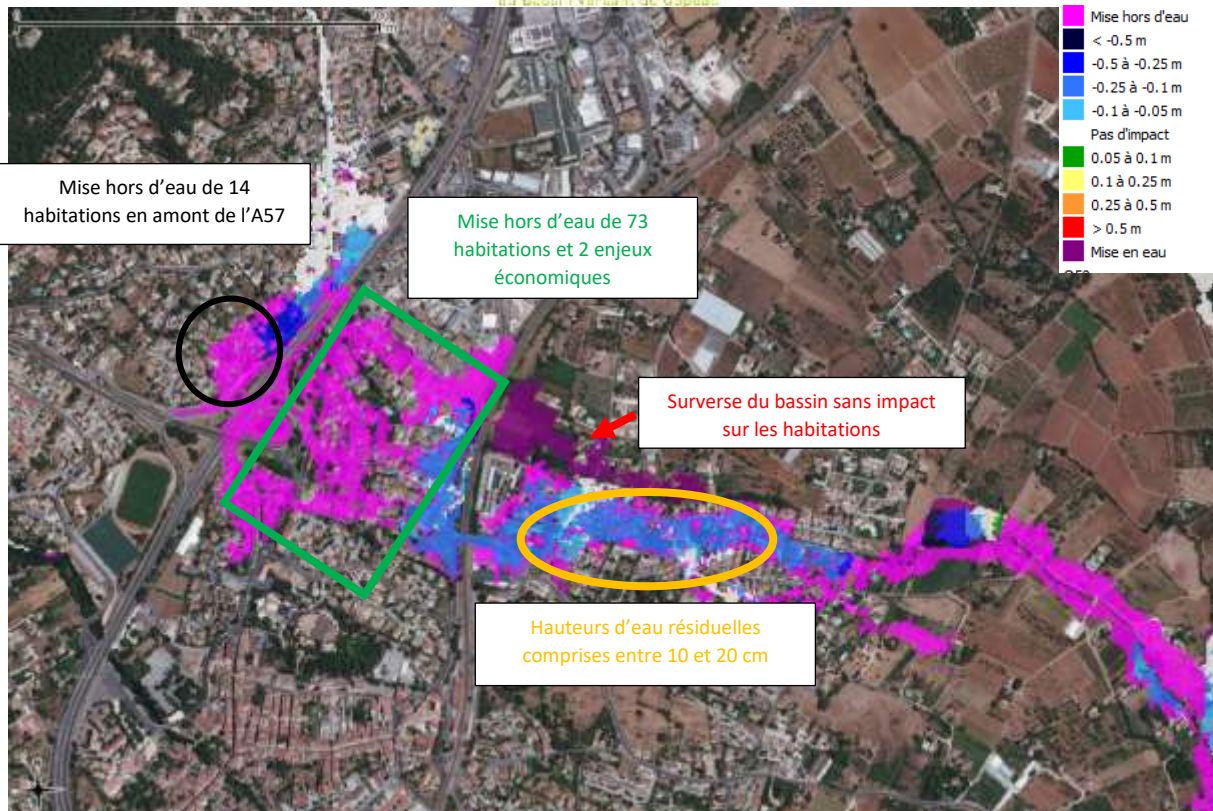 Mise hors d'eau
< -0.5 m
-0.5 à -0.25 m
-0.25 à -0.1 m
-0.1 à -0.05 m
Pas d'impact
0.05 à 0.1 m
0.1 à 0.25 m
0.25 à 0.5 m
> 0.5 m
Mise en eau
Mise hors d’eau de 14
habitations en amont de l’A57
Mise hors d’eau de 73
habitations et 2 enjeux
économiques
Surverse du bassin sans impact
sur les habitations
Hauteurs d’eau résiduelles
comprises entre 10 et 20 cm